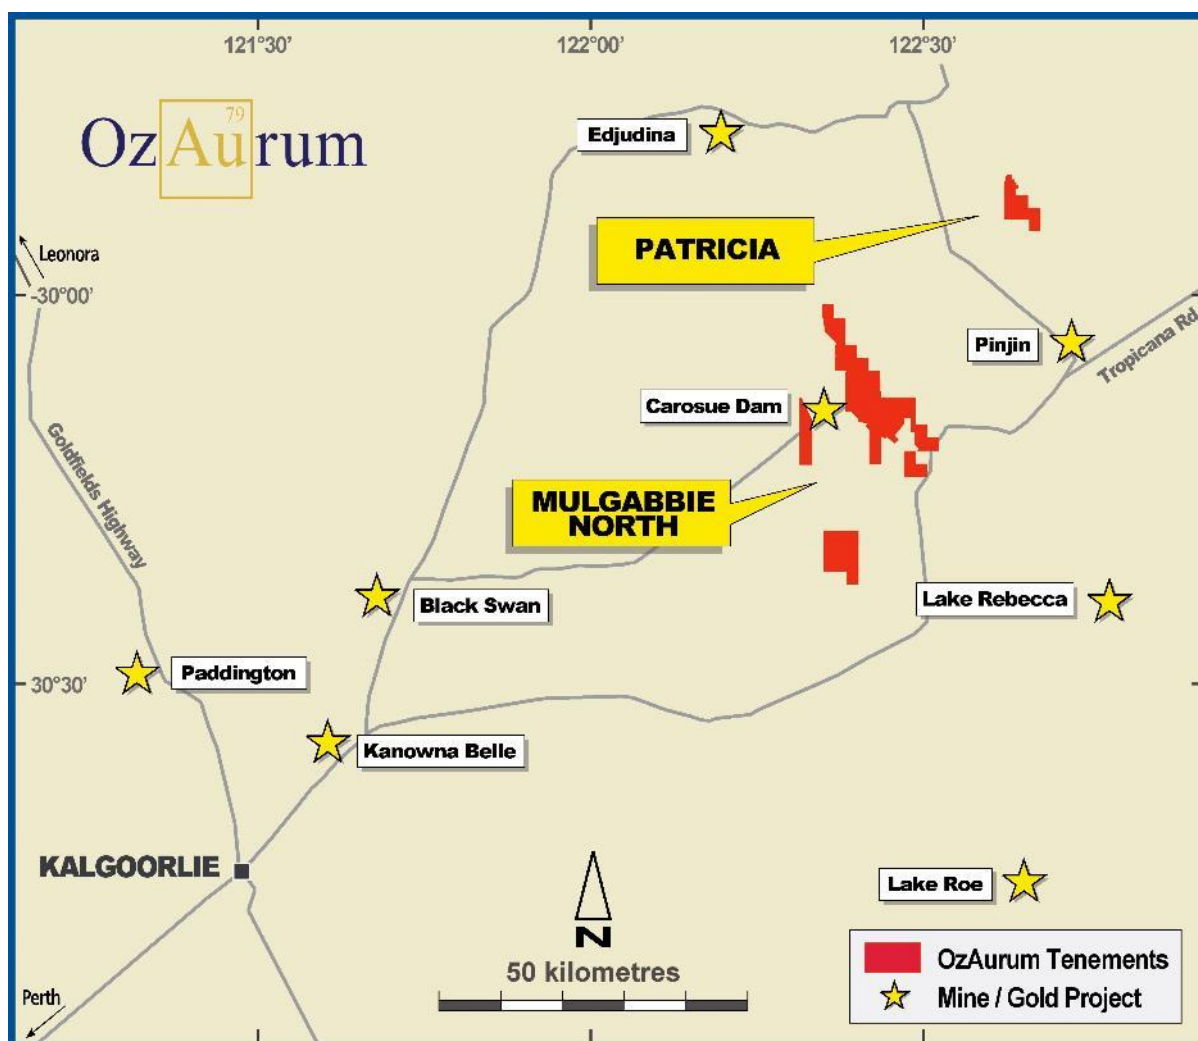 121°30'
122°00'
122°30'
79
OzAurum
Edjudina
PATRICIA
Leonora
-30°00'
Pinjin
Tropicana Rd
Carosue Dam
Goldfields Highway
MULGABBIE
NORTH
Black Swan
Lake Rebecca
Paddington
30°30'
Kanowna Belle
KALGOORLIE
Lake Roe
N
50 kilometres
OzAurum Tenements
Mine / Gold Project
Perth